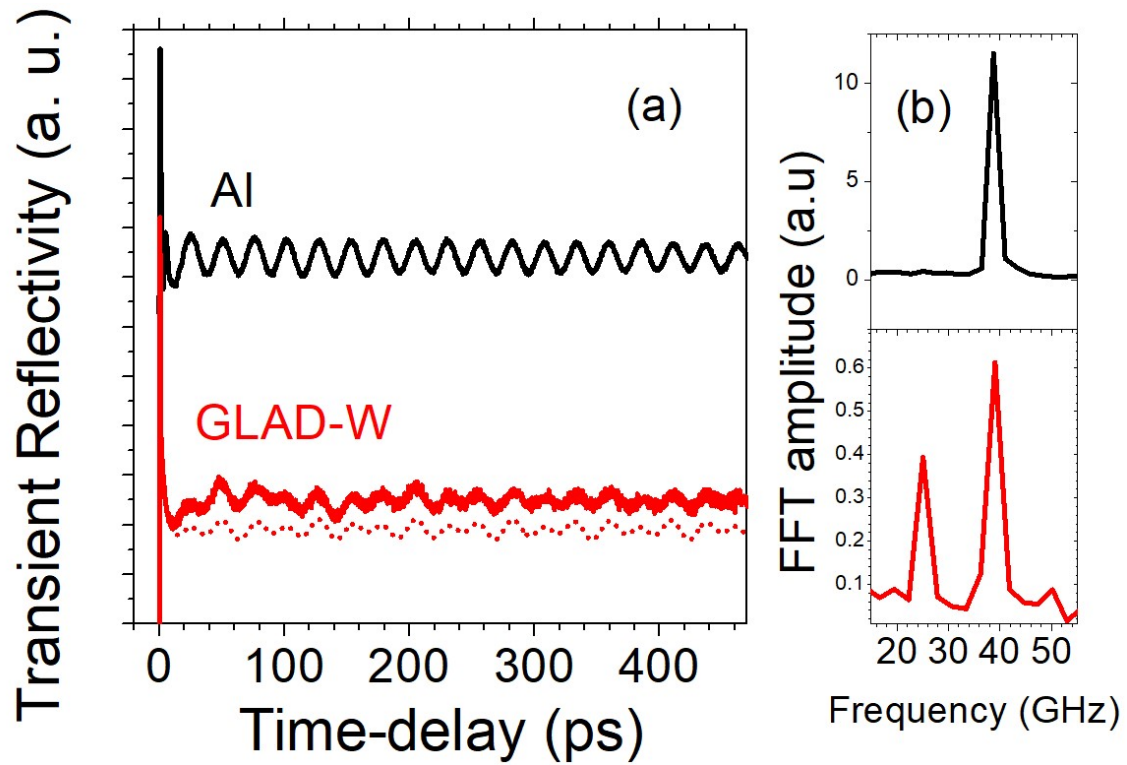 Transient Reflectivity (a. u.)
(a)
Al
GLAD-W
0 100 200 300 400
Time-delay (ps)
FFT amplitude (a.u)
(b)
10
5
0
0.6
0.5
0.4
0.3
0.2
0.1
20 30 40 50
Frequency (GHz)